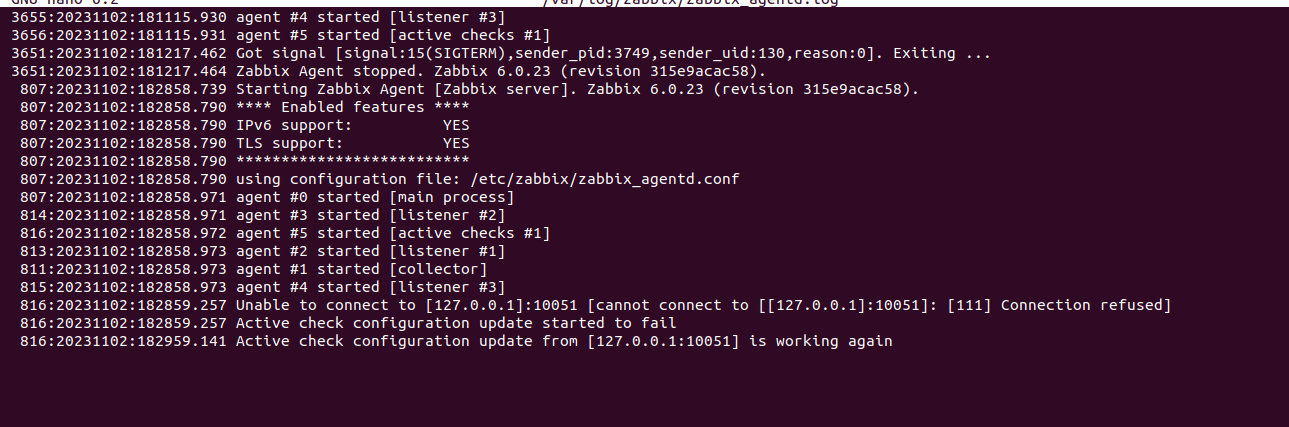 GNU nano 6.2 /var/log/zabbix/zabbix_agentd.log
3655:20231102:181115.930 agent #4 started [listener #3]
3656:20231102:181115.931 agent #5 started [active checks #1]
3651:20231102:181217.462 Got signal [signal:15(SIGTERM),sender_pid:3749,sender_uid:130,reason:0]. Exiting ...
3651:20231102:181217.464 Zabbix Agent stopped. Zabbix 6.0.23 (revision 315e9acac58).
807:20231102:182858.739 Starting Zabbix Agent [Zabbix server]. Zabbix 6.0.23 (revision 315e9acac58).
807:20231102:182858.790 **** Enabled features ****
807:20231102:182858.790 IPv6 support:          YES
807:20231102:182858.790 TLS support:           YES
807:20231102:182858.790 **************************
807:20231102:182858.790 using configuration file: /etc/zabbix/zabbix_agentd.conf
807:20231102:182858.971 agent #0 started [main process]
814:20231102:182858.971 agent #3 started [listener #2]
816:20231102:182858.972 agent #5 started [active checks #1]
813:20231102:182858.973 agent #2 started [listener #1]
811:20231102:182858.973 agent #1 started [collector]
815:20231102:182858.973 agent #4 started [listener #3]
816:20231102:182859.257 Unable to connect to [127.0.0.1]:10051 [cannot connect to [[127.0.0.1]:10051]: [111] Connection refused]
816:20231102:182859.257 Active check configuration update started to fail
816:20231102:182959.141 Active check configuration update from [127.0.0.1:10051] is working again